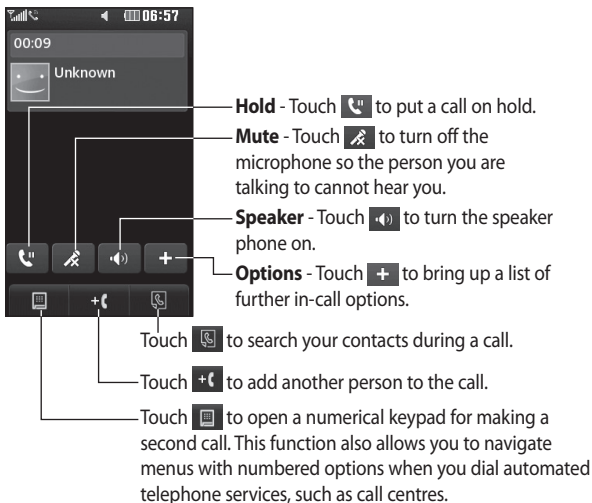 06:57
00:09
Unknown
Hold - Touch to put a call on hold.
Mute - Touch to turn off the
microphone so the person you are
talking to cannot hear you.
Speaker - Touch to turn the speaker
phone on.
Options - Touch + to bring up a list of
further in-call options.
Touch to search your contacts during a call.
Touch + to add another person to the call.
Touch to open a numerical keypad for making a
second call. This function also allows you to navigate
menus with numbered options when you dial automated
telephone services, such as call centres.